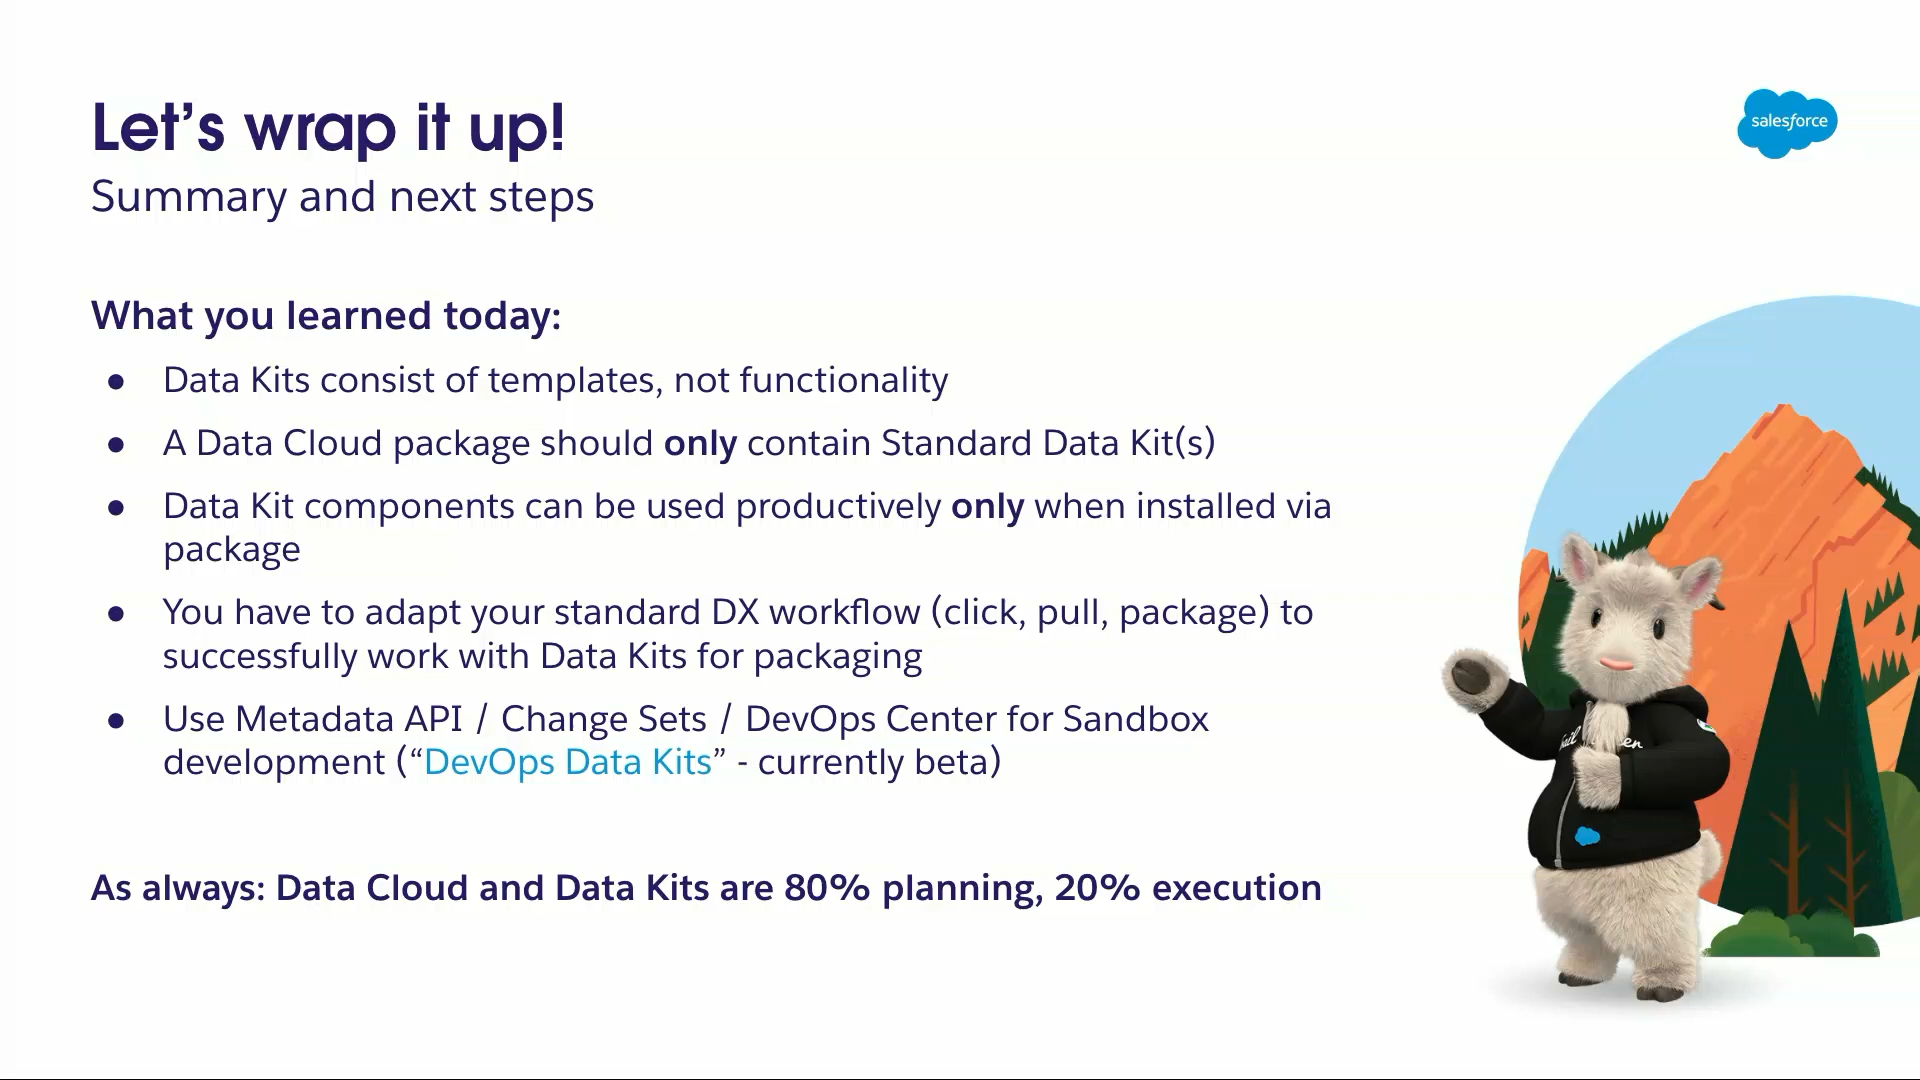 Let’s wrap it up!
salesforce
Summary and next steps
What you learned today:
● Data Kits consist of templates, not functionality
● A Data Cloud package should only contain Standard Data Kit(s)
● Data Kit components can be used productively only when installed via
package
● You have to adapt your standard DX workflow (click, pull, package) to
successfully work with Data Kits for packaging
● Use Metadata API / Change Sets / DevOps Center for Sandbox
development (“DevOps Data Kits” - currently beta)
As always: Data Cloud and Data Kits are 80% planning, 20% execution